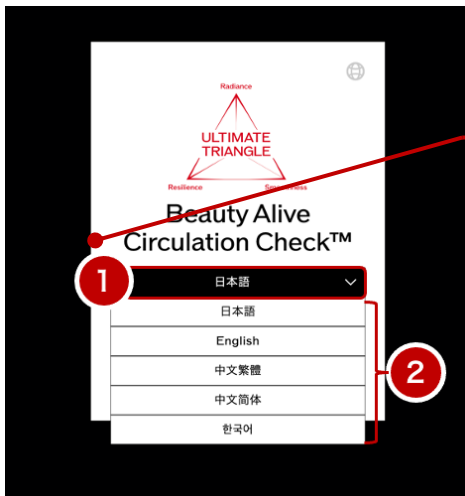 Radiance
ULTIMATE
TRIANGLE
Resilience Smoothness
Beauty Alive
Circulation Check™
1
日本語
日本語
English
中文繁體
2
中文简体
한국어